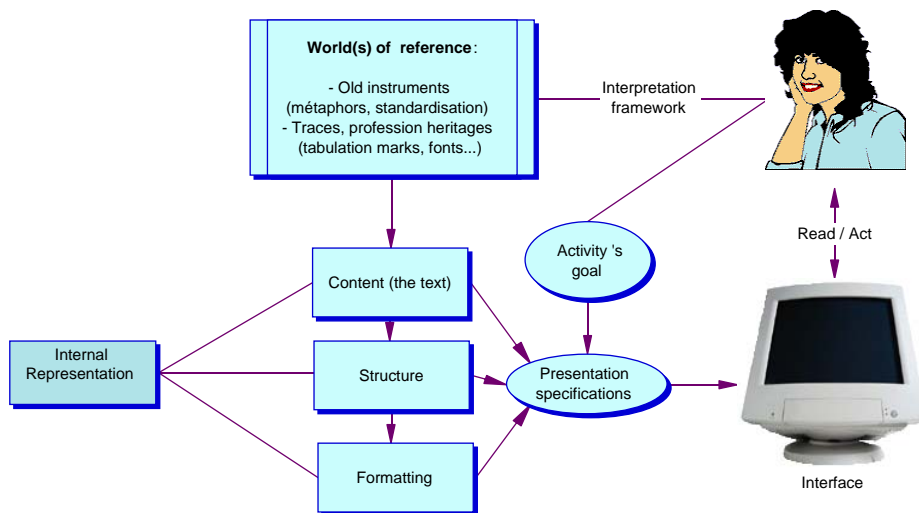 World(s) of reference:
- Old instruments
(métaphors, standardisation)
- Traces, profession heritages
(tabulation marks, fonts...)
Interpretation
framework
Read / Act
Activity 's
goal
Content (the text)
Internal
Representation
Structure
Presentation
specifications
Formatting
Interface